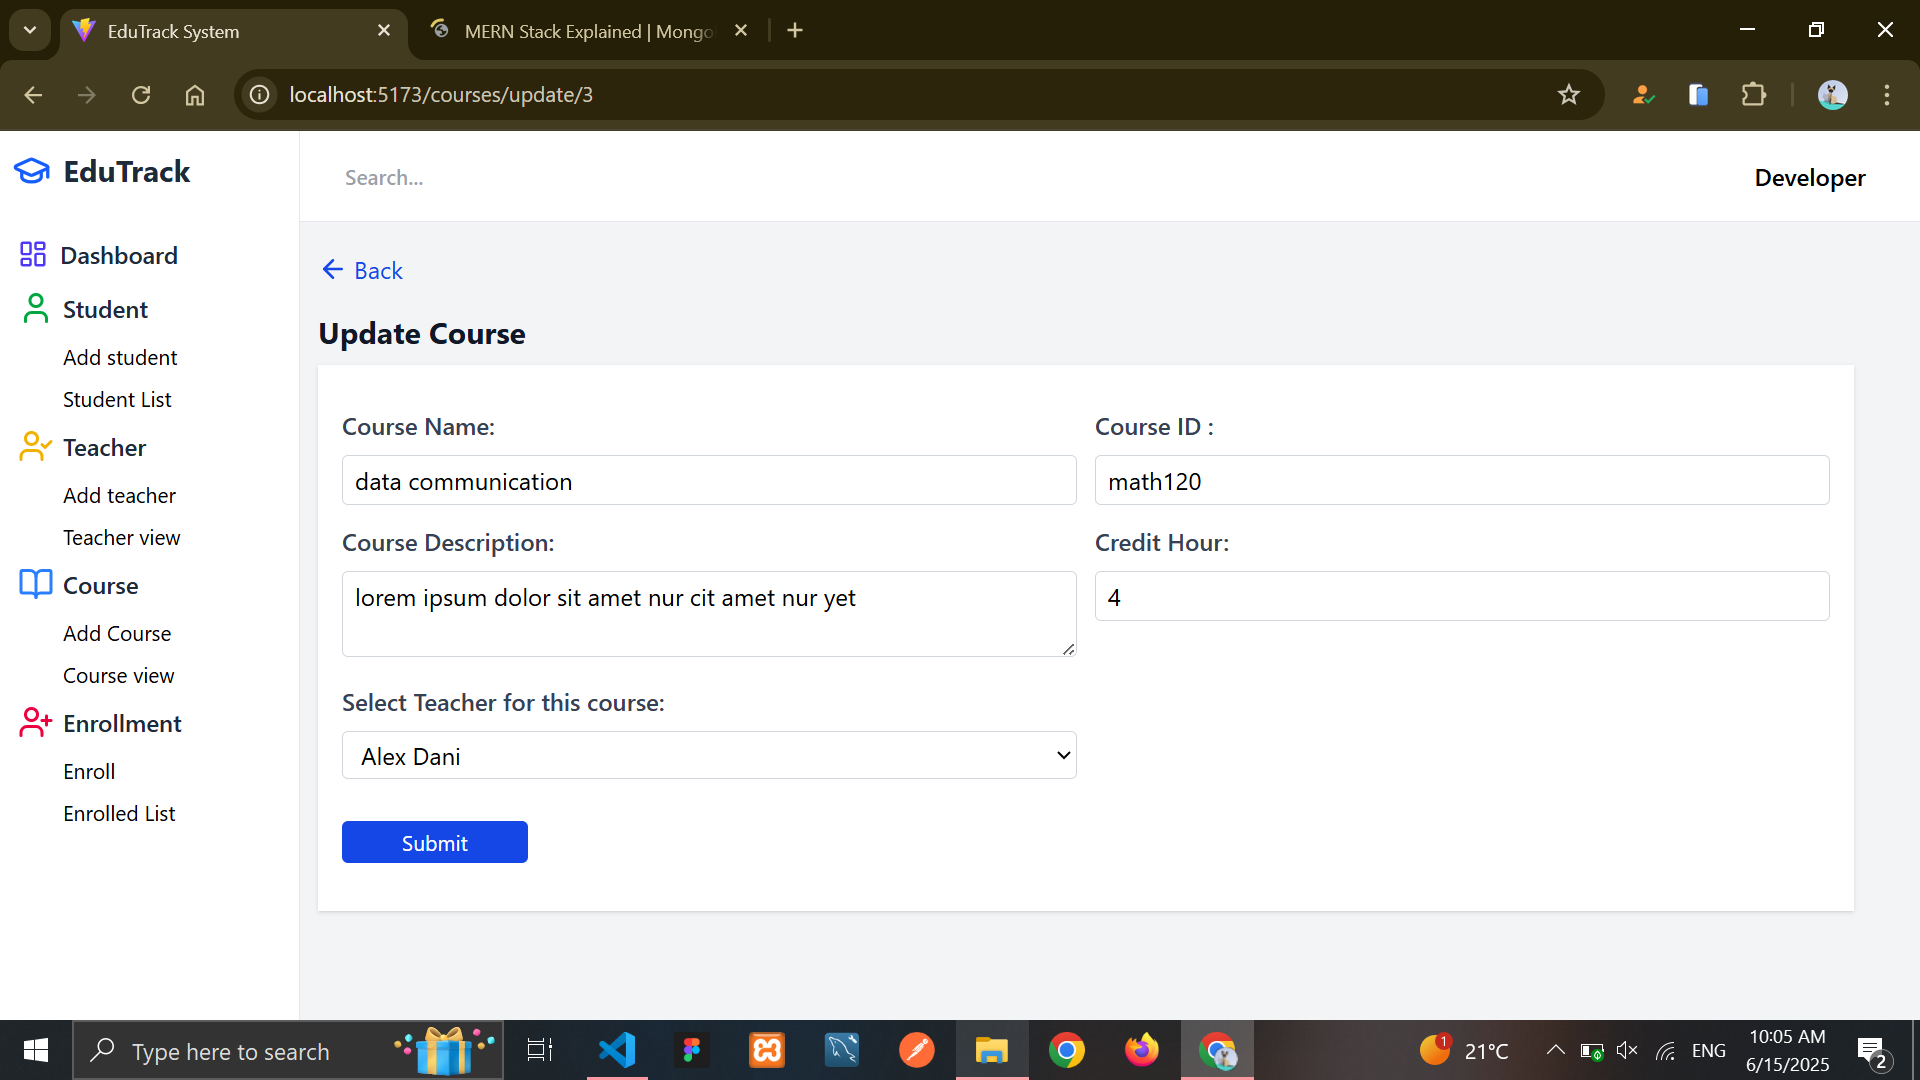 EduTrack System
MERN Stack Explained | Mongo
localhost:5173/courses/update/3
EduTrack
Search...
Developer
Dashboard
Student
Add student
Student List
Teacher
Add teacher
Teacher view
Course
Add Course
Course view
Enrollment
Enroll
Enrolled List
Back
Update Course
Course Name:
Course ID :
data communication
math120
Course Description:
Credit Hour:
lorem ipsum dolor sit amet nur cit amet nur yet
4
Select Teacher for this course:
Alex Dani
Submit
Type here to search
1
21°C
ENG
10:05 AM
6/15/2025
2